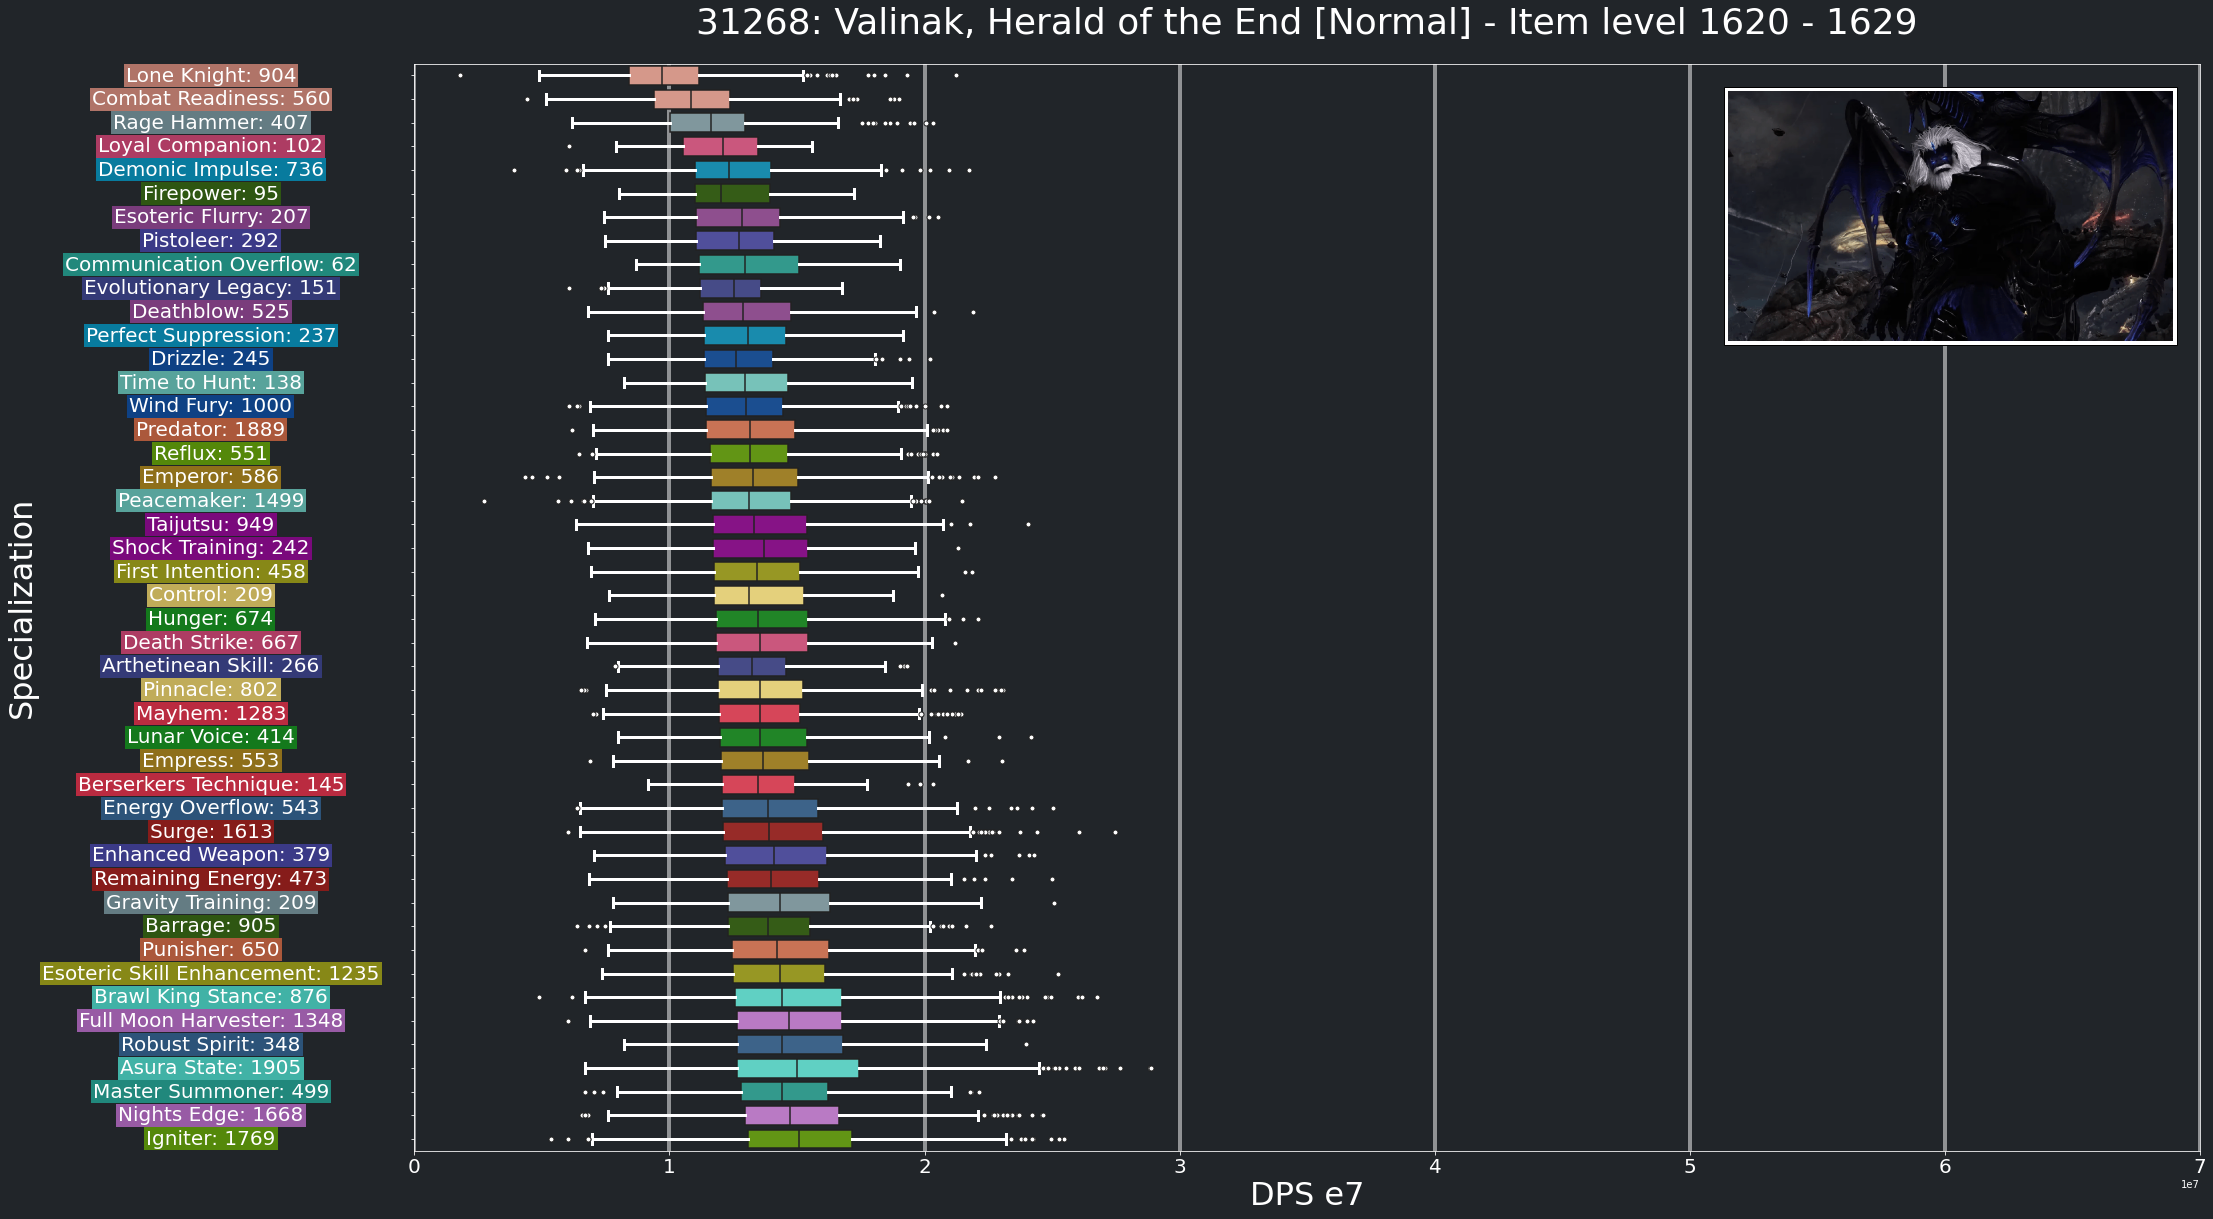 31268: Valinak, Herald of the End [Normal] - Item level 1620 - 1629
Specialization
Lone Knight: 904
Combat Readiness: 560
Rage Hammer: 407
Loyal Companion: 102
Demonic Impulse: 736
Firepower: 95
Esoteric Flurry: 207
Pistoleer: 292
Communication Overflow: 62
Evolutionary Legacy: 151
Deathblow: 525
Perfect Suppression: 237
Drizzle: 245
Time to Hunt: 138
Wind Fury: 1000
Predator: 1889
Reflux: 551
Emperor: 586
Peacemaker: 1499
Taijutsu: 949
Shock Training: 242
First Intention: 458
Control: 209
Hunger: 674
Death Strike: 667
Arthetinean Skill: 266
Pinnacle: 802
Mayhem: 1283
Lunar Voice: 414
Empress: 553
Berserkers Technique: 145
Energy Overflow: 543
Surge: 1613
Enhanced Weapon: 379
Remaining Energy: 473
Gravity Training: 209
Barrage: 905
Punisher: 650
Esoteric Skill Enhancement: 1235
Brawl King Stance: 876
Full Moon Harvester: 1348
Robust Spirit: 348
Asura State: 1905
Master Summoner: 499
Nights Edge: 1668
Igniter: 1769
0 1 2 3 4 5 6 7
1e7
DPS e7